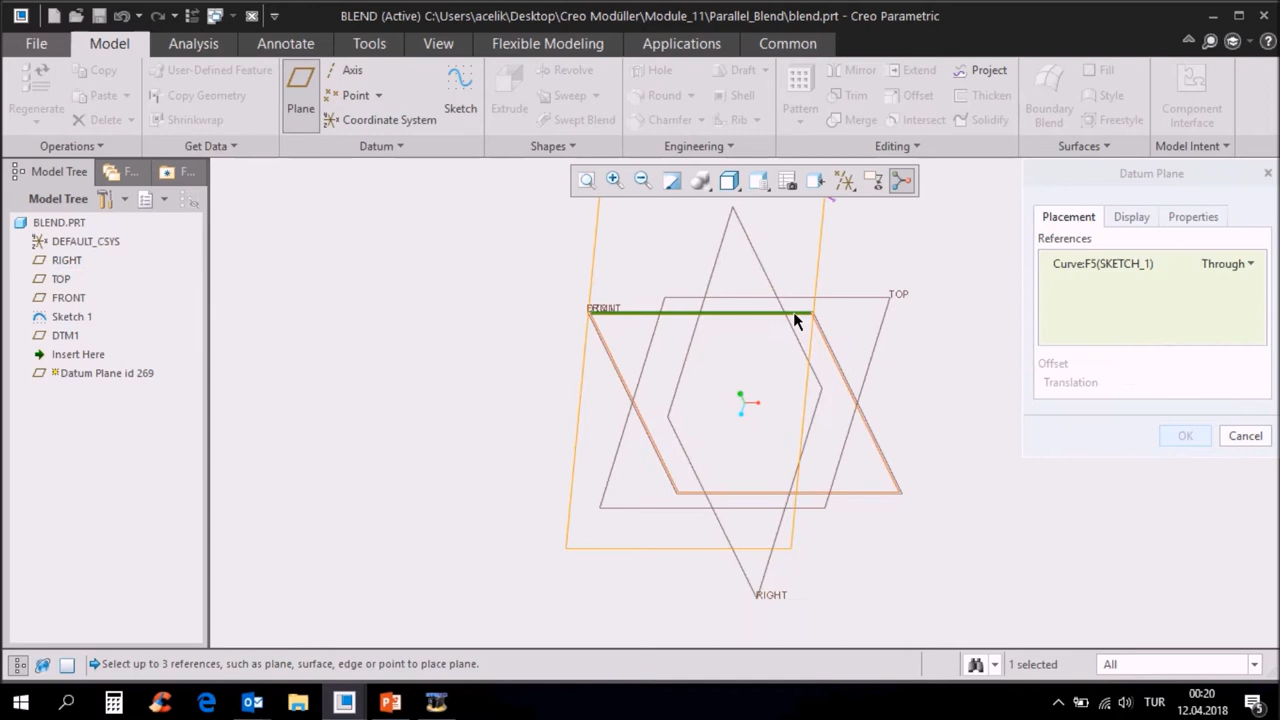 BLEND (Active) C:\Users\acelik\Desktop\Creo Modüller\Module_11\Parallel_Blend\blend.prt - Creo Parametric
File Model Analysis Annotate Tools View Flexible Modeling Applications Common
Regenerate Copy Paste Delete User-Defined Feature Copy Geometry Shrinkwrap Plane Axis Point Coordinate System Sketch Extrude Revolve Sweep Swept Blend Hole Round Chamfer Draft Shell Rib Pattern Mirror Trim Merge Extend Offset Intersect Project Thicken Solidify Boundary Blend Fill Style Freestyle Component Interface
Operations Get Data Datum Shapes Engineering Editing Surfaces Model Intent
Model Tree F... F...
Model Tree
BLEND.PRT
DEFAULT_CSYS
RIGHT
TOP
FRONT
Sketch 1
DTM1
Insert Here
Datum Plane id 269
FRONT
TOP
RIGHT
Datum Plane
Placement Display Properties
References
Curve:F5(SKETCH_1) Through
Offset
Translation
OK Cancel
Select up to 3 references, such as plane, surface, edge or point to place plane.
1 selected All
TUR 00:20
12.04.2018
5